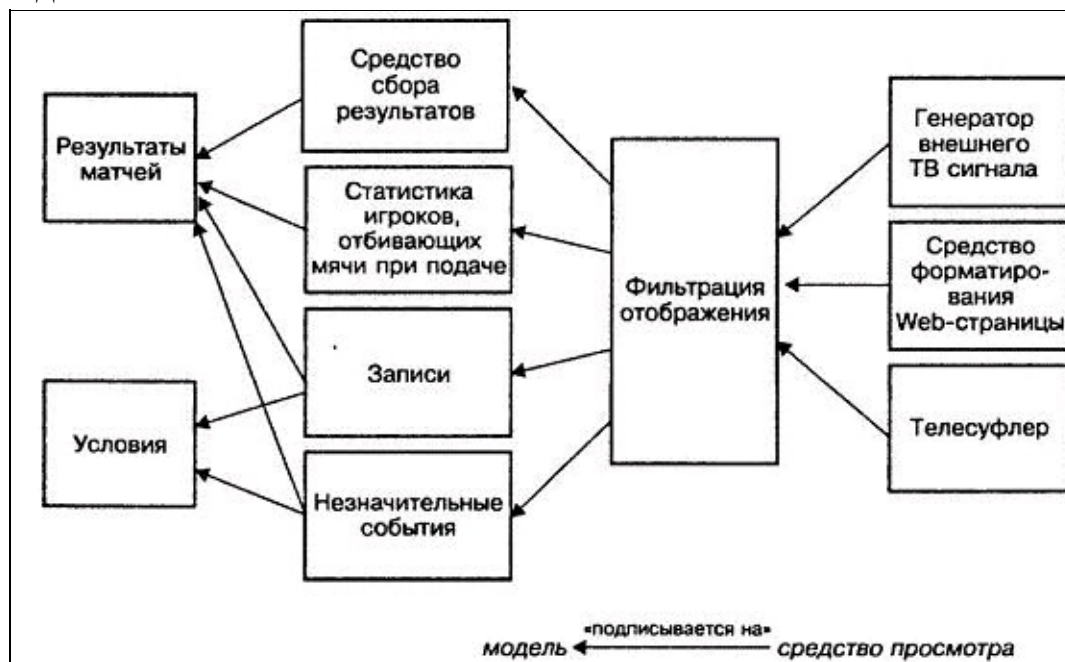 Результаты
матчей
Условия
Средство
сбора
результатов
Статистика
игроков,
отбивающих
мячи при подаче
Записи
Незначительные
события
Фильтрация
отображения
Генератор
внешнего
ТВ сигнала
Средство
форматиро-
вания
Web-страницы
Телесуфлер
«подписывается на»
модель средство просмотра